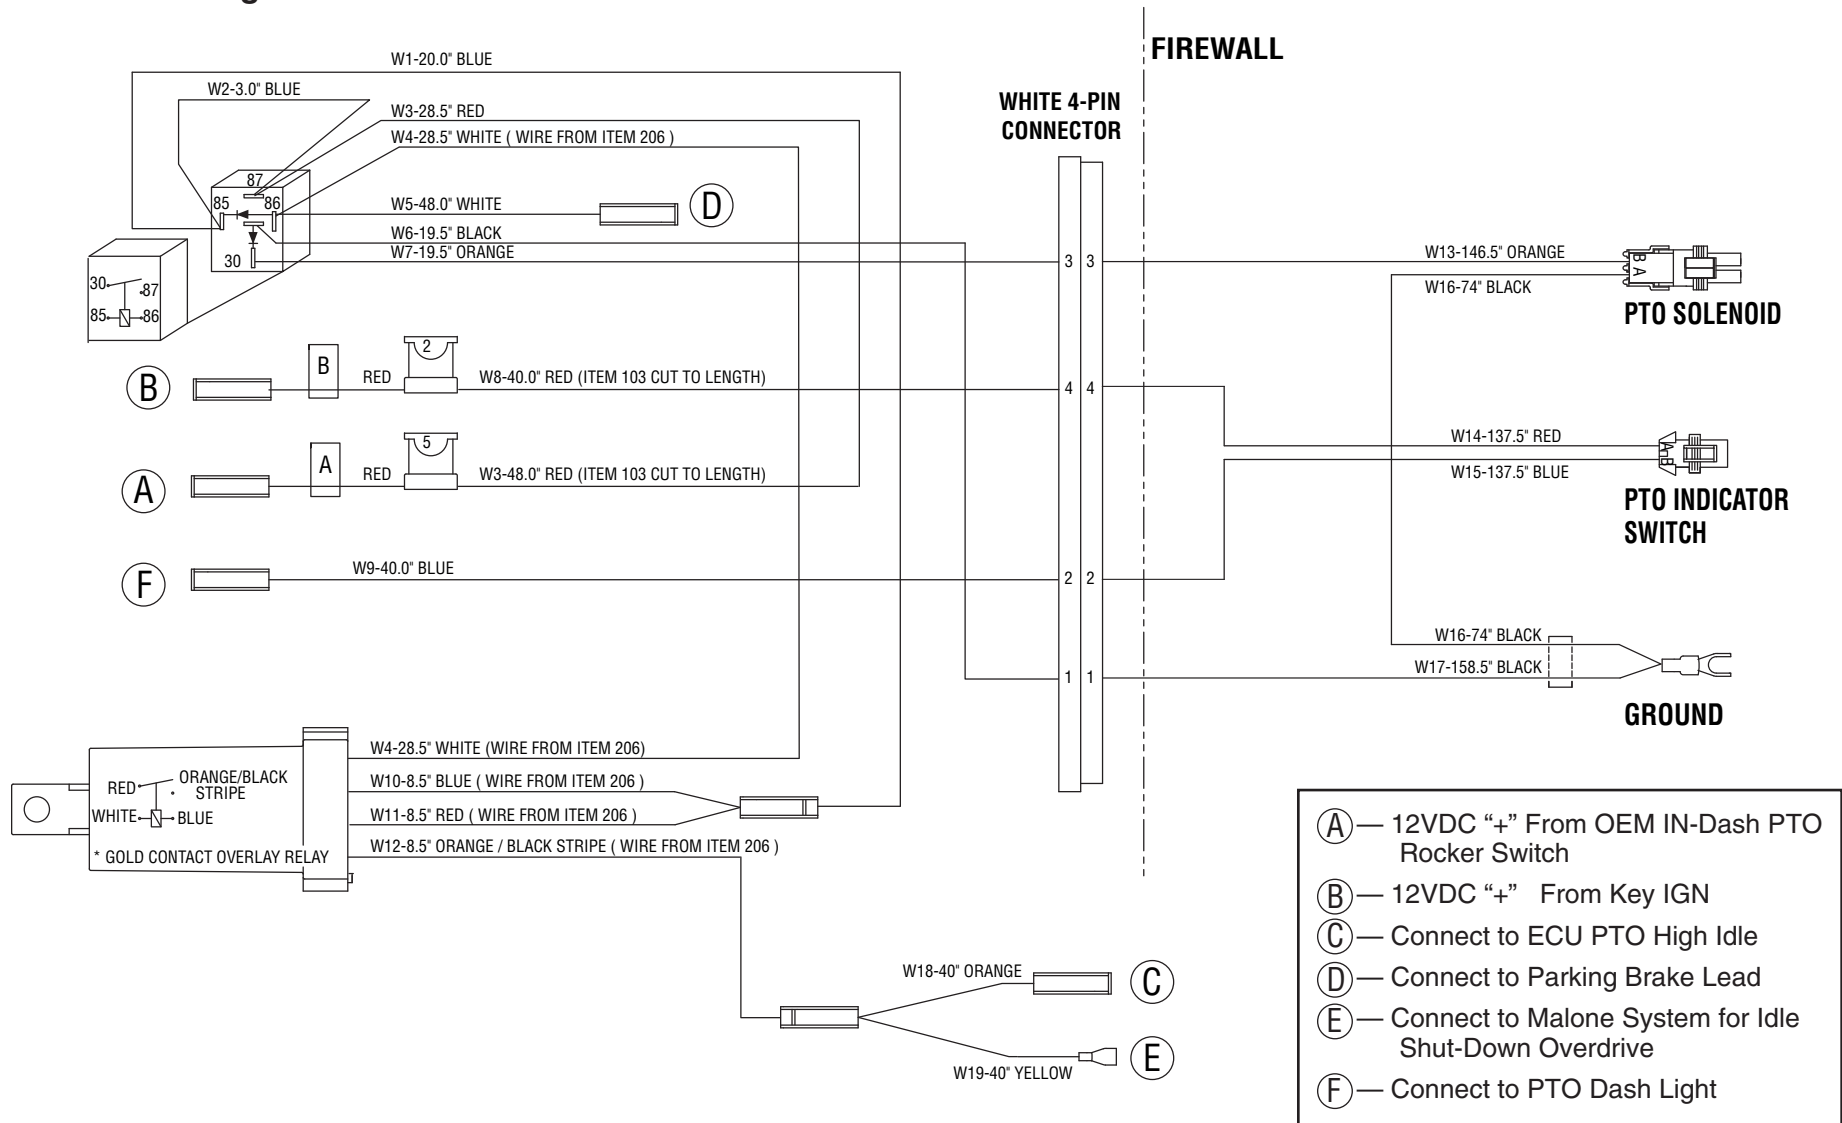 g
FIREWALL
W1-20.0" BLUE
W2-3.0" BLUE
W3-28.5" RED
W4-28.5" WHITE ( WIRE FROM ITEM 206 )
WHITE 4-PIN
CONNECTOR
87
85
86
30
W5-48.0" WHITE
D
W6-19.5" BLACK
W7-19.5" ORANGE
30
87
85
86
3
3
W13-146.5" ORANGE
W16-74" BLACK
B
A
PTO SOLENOID
B
B
RED
2
W8-40.0" RED (ITEM 103 CUT TO LENGTH)
4
4
A
A
RED
5
W3-48.0" RED (ITEM 103 CUT TO LENGTH)
W14-137.5" RED
W15-137.5" BLUE
A
B
PTO INDICATOR
SWITCH
F
W9-40.0" BLUE
2
2
W16-74" BLACK
W17-158.5" BLACK
1
1
GROUND
RED
ORANGE/BLACK
STRIPE
WHITE
BLUE
* GOLD CONTACT OVERLAY RELAY
W4-28.5" WHITE (WIRE FROM ITEM 206)
W10-8.5" BLUE ( WIRE FROM ITEM 206 )
W11-8.5" RED ( WIRE FROM ITEM 206 )
W12-8.5" ORANGE / BLACK STRIPE ( WIRE FROM ITEM 206 )
W18-40" ORANGE
C
W19-40" YELLOW
E
A — 12VDC “+” From OEM IN-Dash PTO
Rocker Switch
B — 12VDC “+” From Key IGN
C — Connect to ECU PTO High Idle
D — Connect to Parking Brake Lead
E — Connect to Malone System for Idle
Shut-Down Overdrive
F — Connect to PTO Dash Light